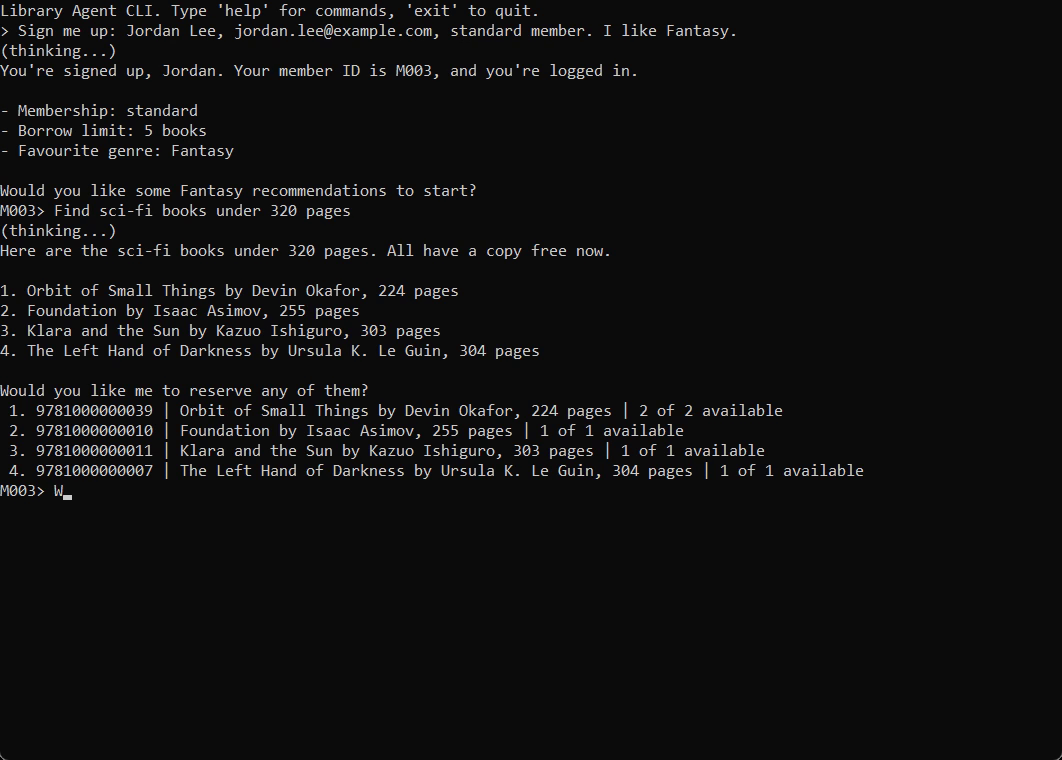 Library Agent CLI. Type 'help' for commands, 'exit' to quit.
> Sign me up: Jordan Lee, jordan.lee@example.com, standard member. I like Fantasy.
(thinking...)
You're signed up, Jordan. Your member ID is M003, and you're logged in.
- Membership: standard
- Borrow limit: 5 books
- Favourite genre: Fantasy
Would you like some Fantasy recommendations to start?
M003> Find sci-fi books under 320 pages
(thinking...)
Here are the sci-fi books under 320 pages. All have a copy free now.
1. Orbit of Small Things by Devin Okafor, 224 pages
2. Foundation by Isaac Asimov, 255 pages
3. Klara and the Sun by Kazuo Ishiguro, 303 pages
4. The Left Hand of Darkness by Ursula K. Le Guin, 304 pages
Would you like me to reserve any of them?
1. 9781000000039 | Orbit of Small Things by Devin Okafor, 224 pages | 2 of 2 available
2. 9781000000010 | Foundation by Isaac Asimov, 255 pages | 1 of 1 available
3. 9781000000011 | Klara and the Sun by Kazuo Ishiguro, 303 pages | 1 of 1 available
4. 9781000000007 | The Left Hand of Darkness by Ursula K. Le Guin, 304 pages | 1 of 1 available
M003> W